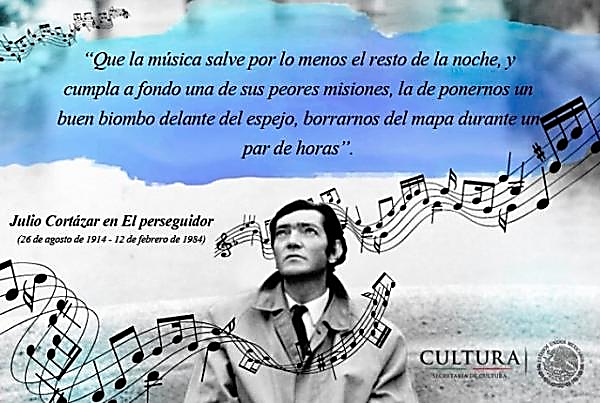 “Que la música salve por lo menos el resto de la noche, y
cumpla a fondo una de sus peores misiones, la de ponernos un
buen biombo delante del espejo, borrarnos del mapa durante un
par de horas”.
Julio Cortázar en El perseguidor
(26 de agosto de 1914 - 12 de febrero de 1984)
CULTURA
SECRETARÍA DE CULTURA